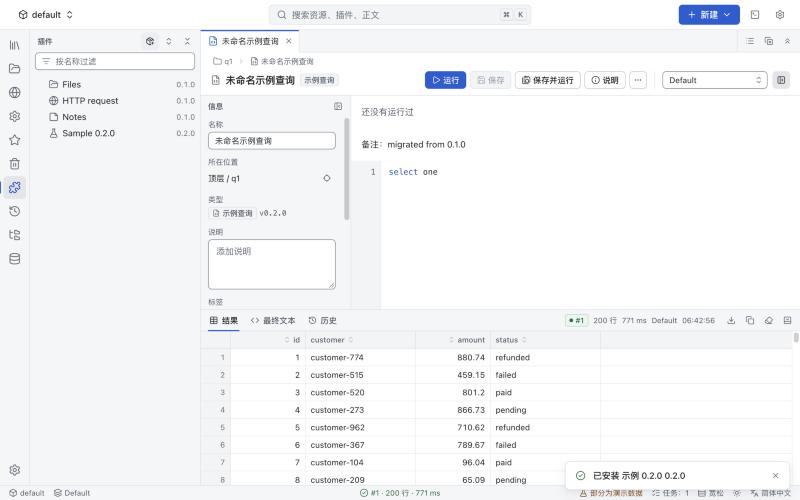 default
搜索资源、插件、正文 ⌘ K
+ 新建
插件
按名称过滤
Files 0.1.0
HTTP request 0.1.0
Notes 0.1.0
Sample 0.2.0 0.2.0
未命名示例查询 ×
q1 › 未命名示例查询
未命名示例查询 示例查询
运行 保存 保存并运行 说明 ··· Default
信息
名称
未命名示例查询
所在位置
顶层 / q1
类型
示例查询 v0.2.0
说明
添加说明
标签
还没有运行过
备注: migrated from 0.1.0
1 select one
结果 最终文本 历史
#1 200 行 771 ms Default 06:42:56
id customer amount status
1 1 customer-774 880.74 refunded
2 2 customer-515 459.15 failed
3 3 customer-520 801.2 paid
4 4 customer-273 866.73 pending
5 5 customer-962 710.62 refunded
6 6 customer-367 789.67 failed
7 7 customer-104 96.04 paid
8 8 customer-209 65.09 pending
已安装 示例 0.2.0 0.2.0 ×
default Default #1 · 200 行 · 771 ms 部分为演示数据 任务: 1 宽松 简体中文